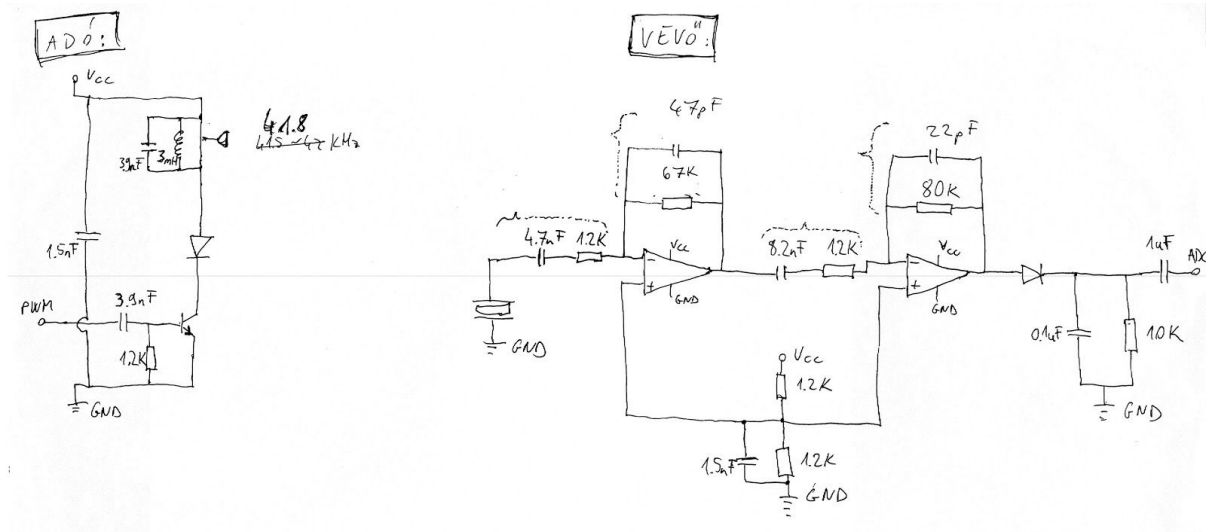 ADÓ:
Vcc
3.9nF
3mH
41.8
41.5~42 KHz
1.5nF
PWM
3.9nF
1.2K
GND
VEVŐ:
47pF
67K
4.7nF
1.2K
Vcc
GND
GND
22pF
80K
8.2nF
1.2K
Vcc
GND
1uF
ADC
0.1uF
10K
GND
Vcc
1.2K
1.5nF
1.2K
GND